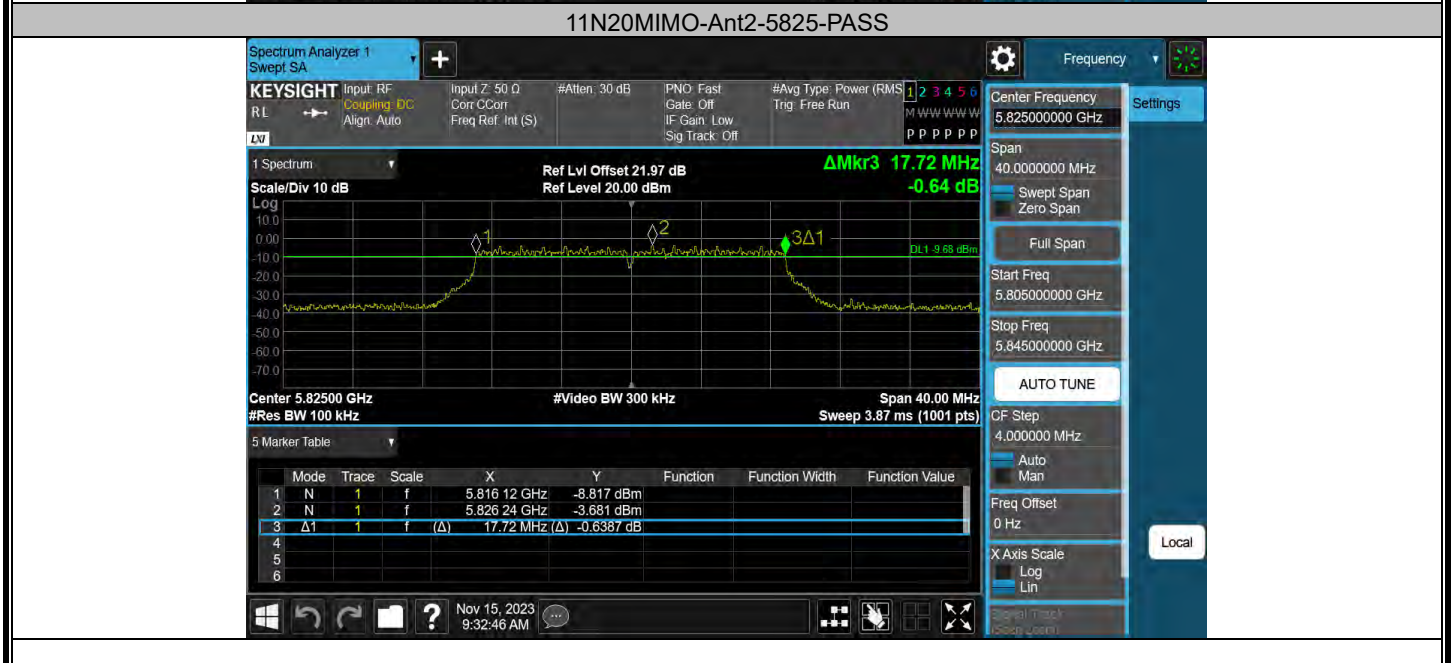 11N20MIMO-Ant2-5825-PASS
Spectrum Analyzer 1
Swept SA
Frequency
KEYSIGHT
RL
LXI
Input: RF
Coupling: DC
Align: Auto
Input Z: 50 Ω
Corr CCorr
Freq Ref: Int (S)
#Atten: 30 dB
PNO: Fast
Gate: Off
IF Gain: Low
Sig Track: Off
#Avg Type: Power (RMS
Trig: Free Run
1 2 3 4 5 6
M W W W W W
P P P P P P
Center Frequency
5.825000000 GHz
Settings
Span
40.0000000 MHz
Swept Span
Zero Span
Full Span
Start Freq
5.805000000 GHz
Stop Freq
5.845000000 GHz
AUTO TUNE
CF Step
4.000000 MHz
Auto
Man
Freq Offset
0 Hz
X Axis Scale
Log
Lin
Signal Track
(Span Zoom)
Local
1 Spectrum
Scale/Div 10 dB
Log
Ref Lvl Offset 21.97 dB
Ref Level 20.00 dBm
ΔMkr3 17.72 MHz
-0.64 dB
10.0
0.00
-10.0
-20.0
-30.0
-40.0
-50.0
-60.0
-70.0
1
2
3Δ1
DL1 -9.68 dBm
Center 5.82500 GHz
#Video BW 300 kHz
Span 40.00 MHz
#Res BW 100 kHz
Sweep 3.87 ms (1001 pts)
5 Marker Table
Mode Trace Scale X Y Function Function Width Function Value
1 N 1 f 5.816 12 GHz -8.817 dBm
2 N 1 f 5.826 24 GHz -3.681 dBm
3 Δ1 1 f (Δ) 17.72 MHz (Δ) -0.6387 dB
4
5
6
Nov 15, 2023
9:32:46 AM